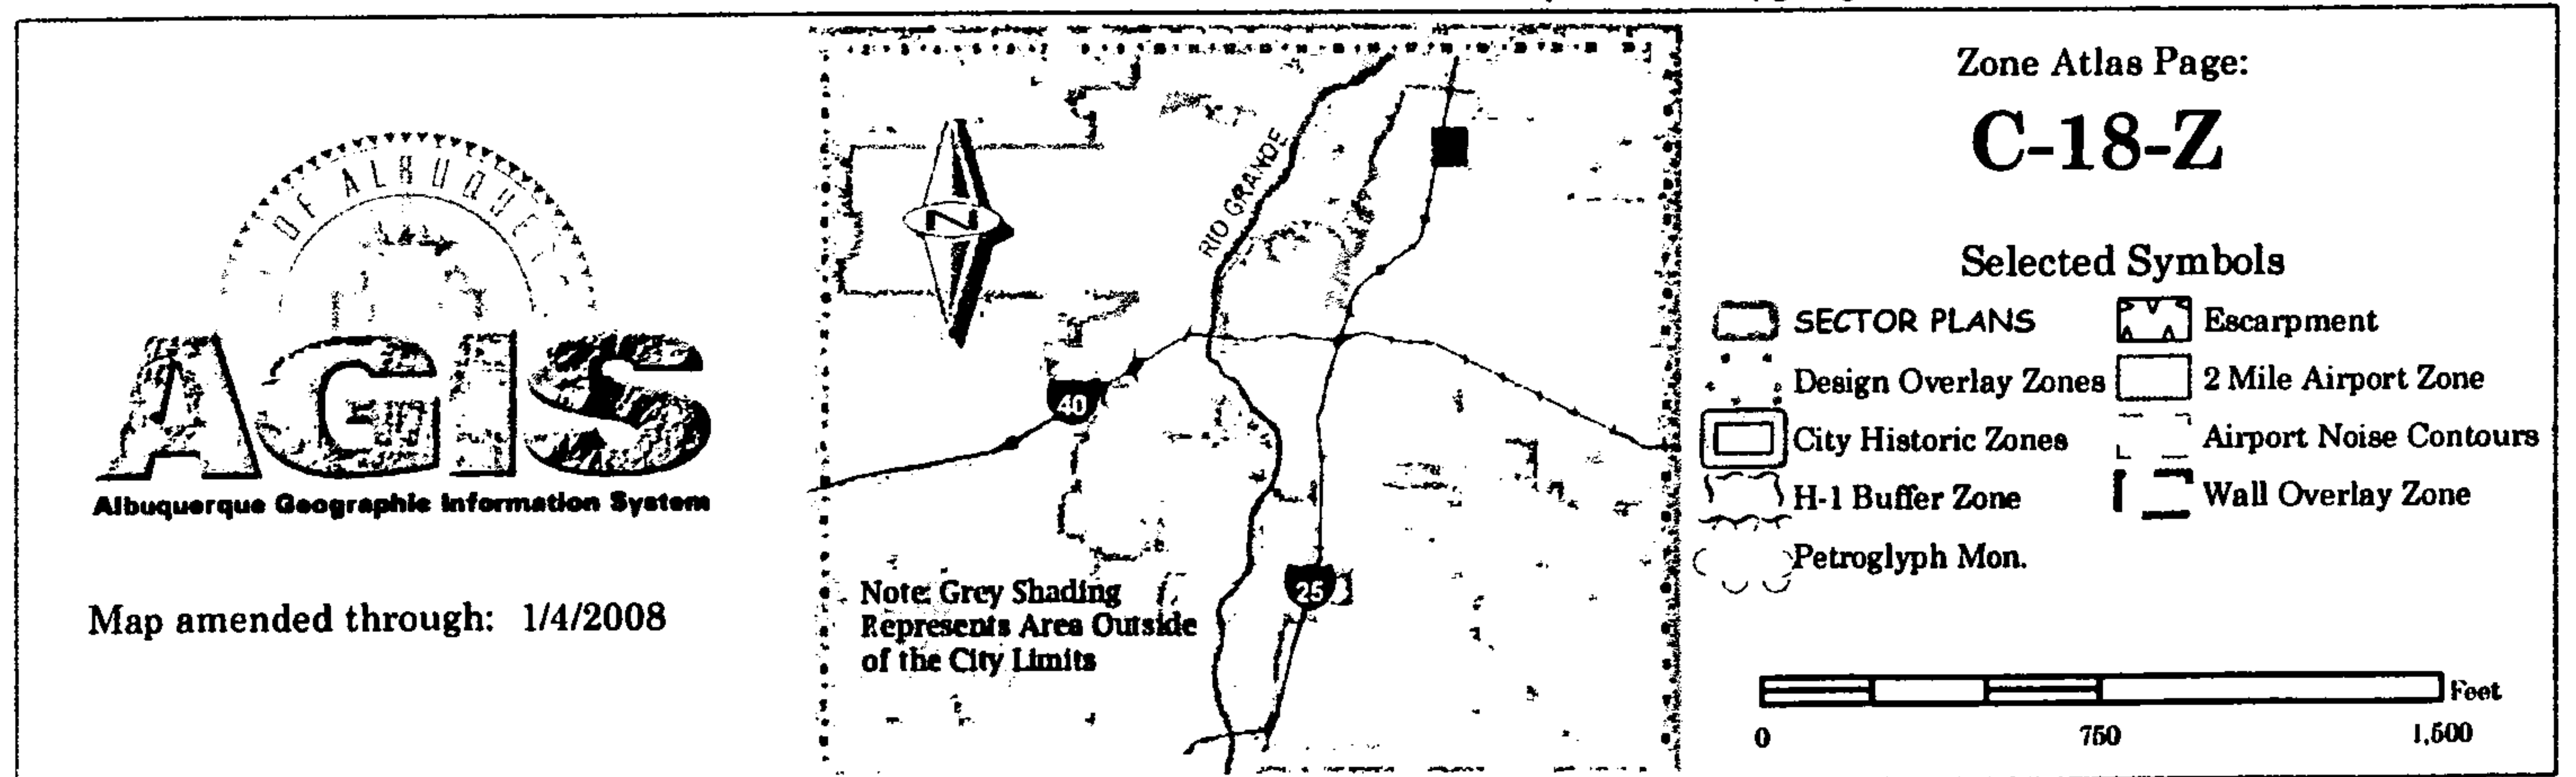 OF ALBUQUE
AGIS
Albuquerque Geographic Information System
Map amended through: 1/4/2008
N
RIO GRANDE
40
25
Note: Grey Shading
Represents Area Outside
of the City Limits
Zone Atlas Page:
C-18-Z
Selected Symbols
SECTOR PLANS
Escarpment
Design Overlay Zones
2 Mile Airport Zone
City Historic Zones
Airport Noise Contours
H-1 Buffer Zone
Wall Overlay Zone
Petroglyph Mon.
Feet
0 750 1,500